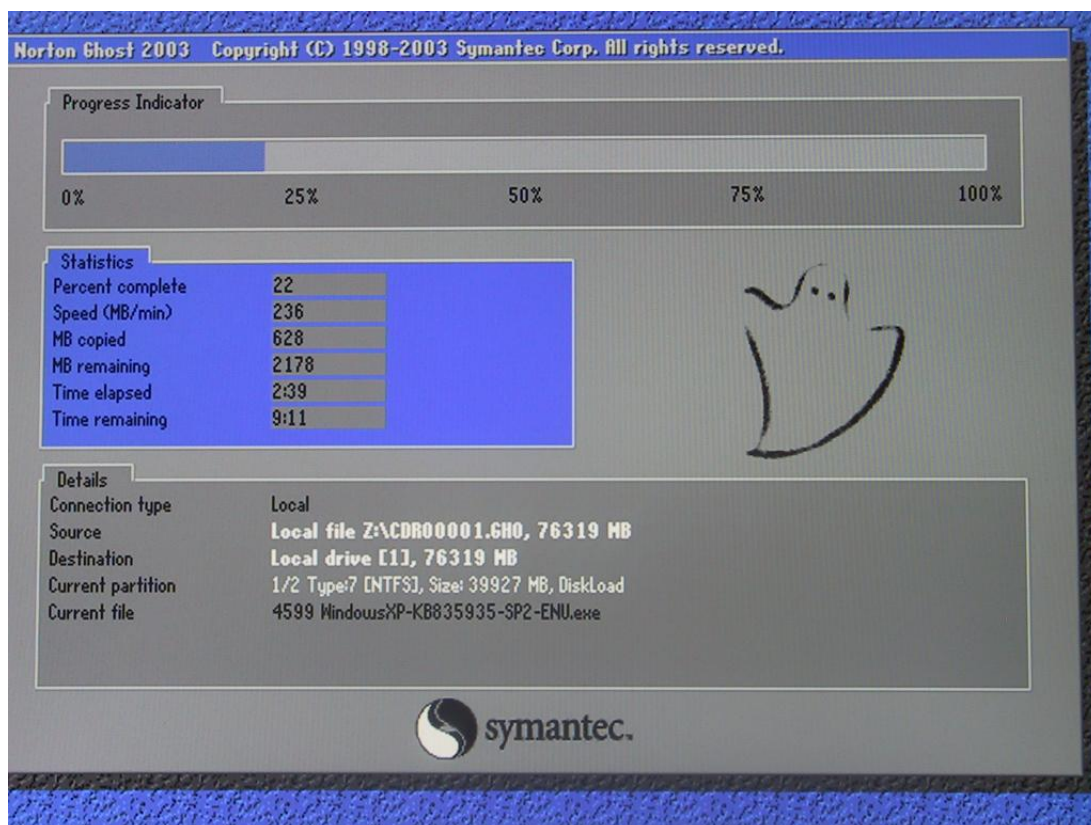 Norton Ghost 2003 Copyright (C) 1998-2003 Symantec Corp. All rights reserved.
Progress Indicator
0% 25% 50% 75% 100%
Statistics
Percent complete 22
Speed (MB/min) 236
MB copied 628
MB remaining 2178
Time elapsed 2:39
Time remaining 9:11
Details
Connection type Local
Source Local file Z:\CDR00001.GHO, 76319 MB
Destination Local drive [1], 76319 MB
Current partition 1/2 Type:7 [NTFS], Size: 39927 MB, DiskLoad
Current file 4599 WindowsXP-KB835935-SP2-ENU.exe
symantec.